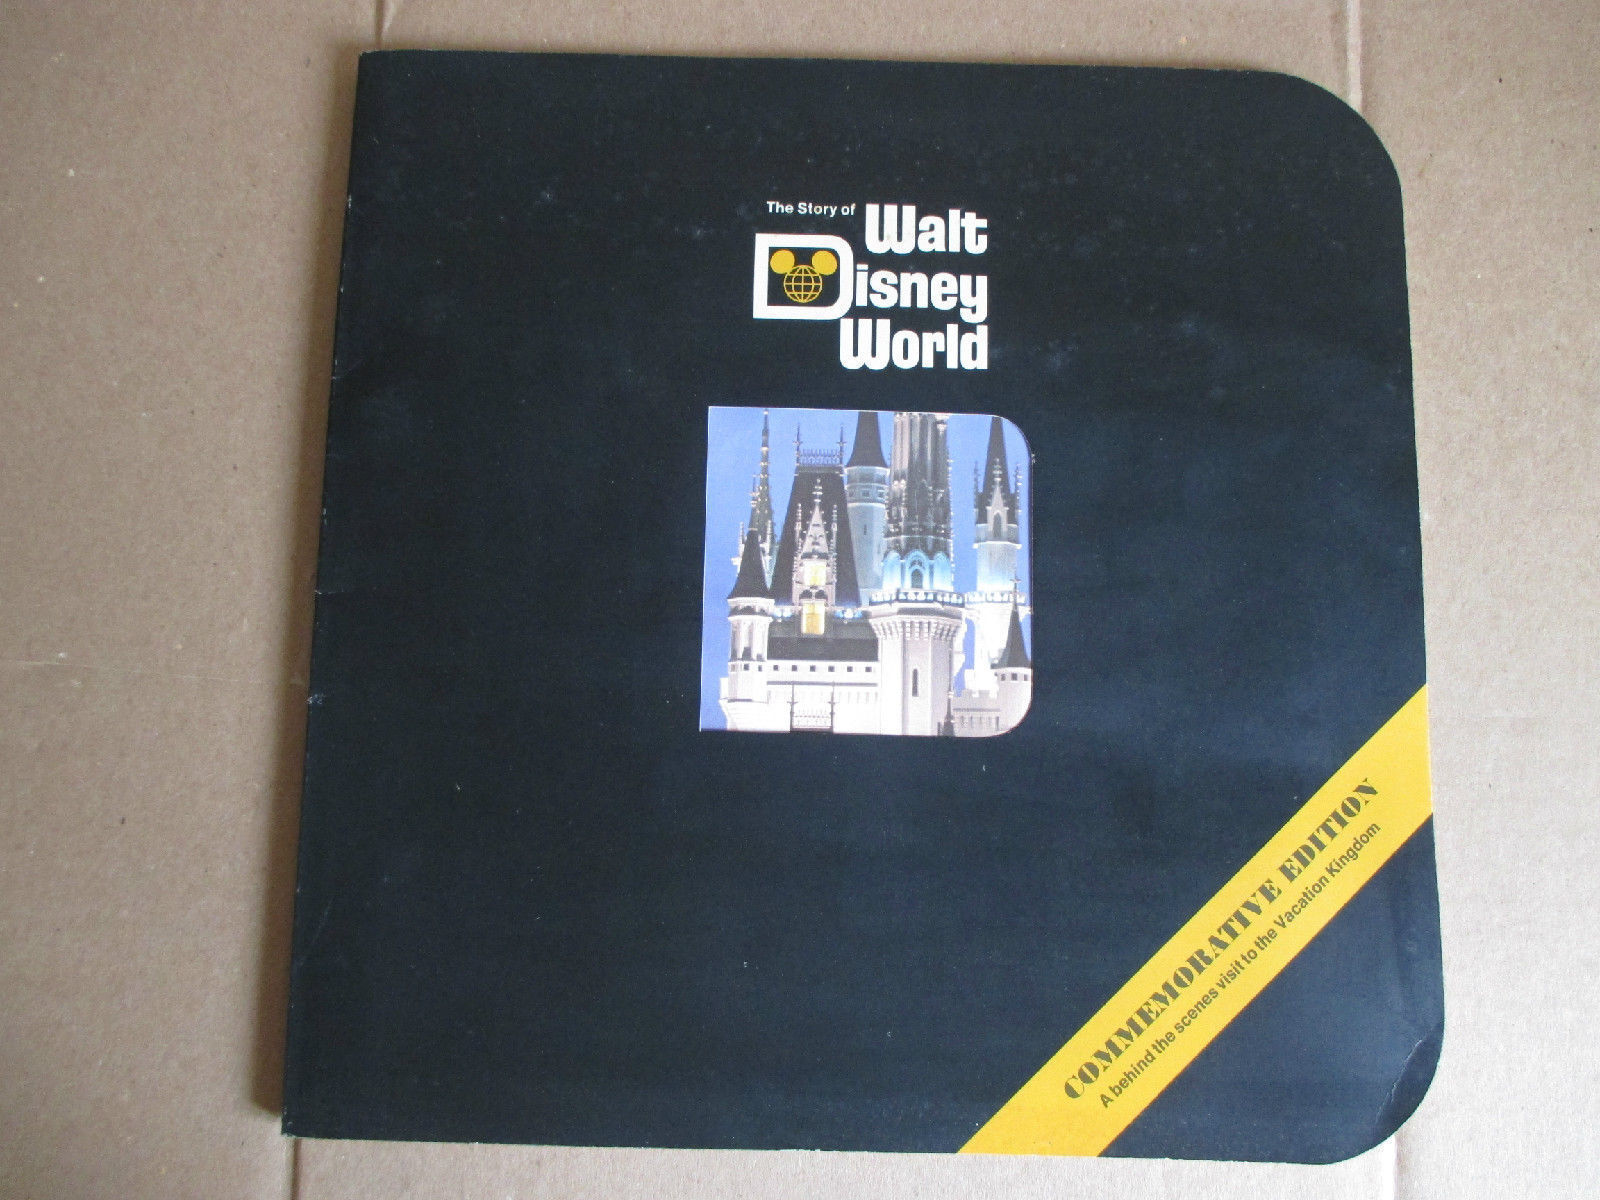 The Story of Walt
Disney
World
COMMEMORATIVE EDITION
A behind the scenes visit to the Vacation Kingdom